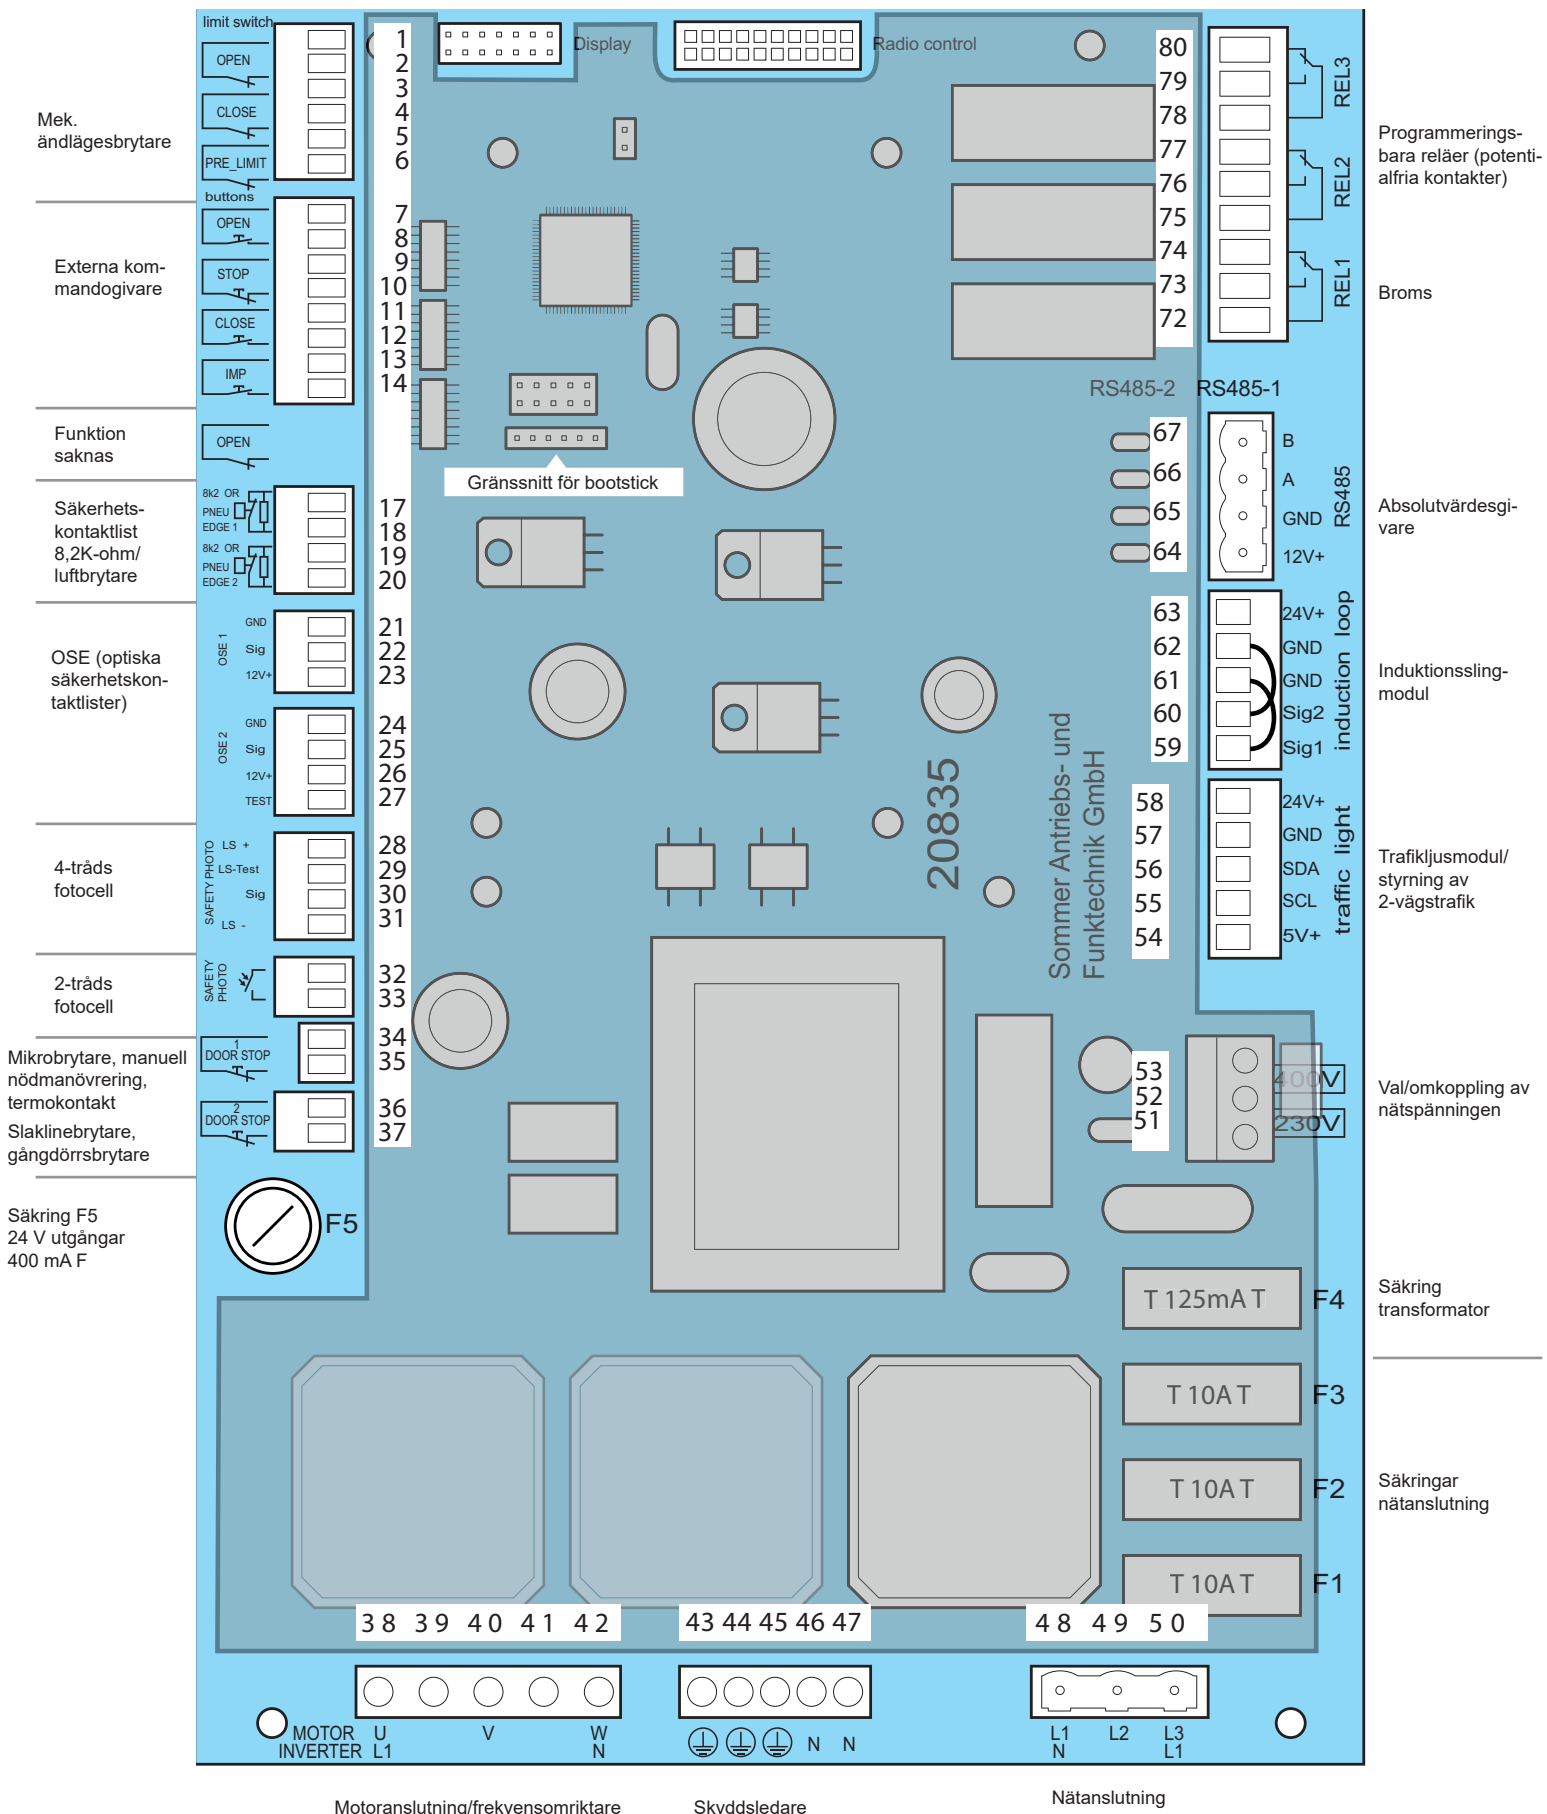 limit switch
OPEN
CLOSE
PRE_LIMIT
Mek.
ändlägesbrytare
buttons
OPEN
STOP
CLOSE
IMP
Externa kom-
mandogivare
Funktion
saknas
OPEN
Säkerhets-
kontaktlist
8,2K-ohm/
luftbrytare
8k2 OR
PNEU
EDGE 1
8k2 OR
PNEU
EDGE 2
OSE (optiska
säkerhetskon-
taktlister)
OSE 1
GND
Sig
12V+
OSE 2
GND
Sig
12V+
TEST
4-tråds
fotocell
SAFETY PHOTO
LS +
LS-Test
Sig
LS -
2-tråds
fotocell
SAFETY
PHOTO
Mikrobrytare, manuell
nödmanövrering,
termokontakt
1
DOOR STOP
Slaklinebrytare,
gångdörrsbrytare
2
DOOR STOP
Säkring F5
24 V utgångar
400 mA F
F5
1
2
3
4
5
6
7
8
9
10
11
12
13
14
17
18
19
20
21
22
23
24
25
26
27
28
29
30
31
32
33
34
35
36
37
Display
Radio control
Gränssnitt för bootstick
20835
Sommer Antriebs- und
Funktechnik GmbH
80
79
78
77
76
75
74
73
72
REL3
REL2
REL1
Programmerings-
bara reläer (potenti-
alfria kontakter)
Broms
RS485-2 RS485-1
67
66
65
64
B
A
GND
12V+
RS485
Absolutvärdesgi-
vare
63
62
61
60
59
24V+
GND
GND
Sig2
Sig1
induction loop
Induktionssling-
modul
58
57
56
55
54
24V+
GND
SDA
SCL
5V+
traffic light
Trafikljusmodul/
styrning av
2-vägstrafik
53
52
51
400V
230V
Val/omkoppling av
nätspänningen
T 125mA T F4
Säkring
transformator
T 10A T F3
T 10A T F2
Säkringar
nätanslutning
T 10A T F1
38 39 40 41 42
43 44 45 46 47
48 49 50
MOTOR U V W
INVERTER L1 N
N N
L1 L2 L3
N L1
Motoranslutning/frekvensomriktare
Skyddsledare
Nätanslutning